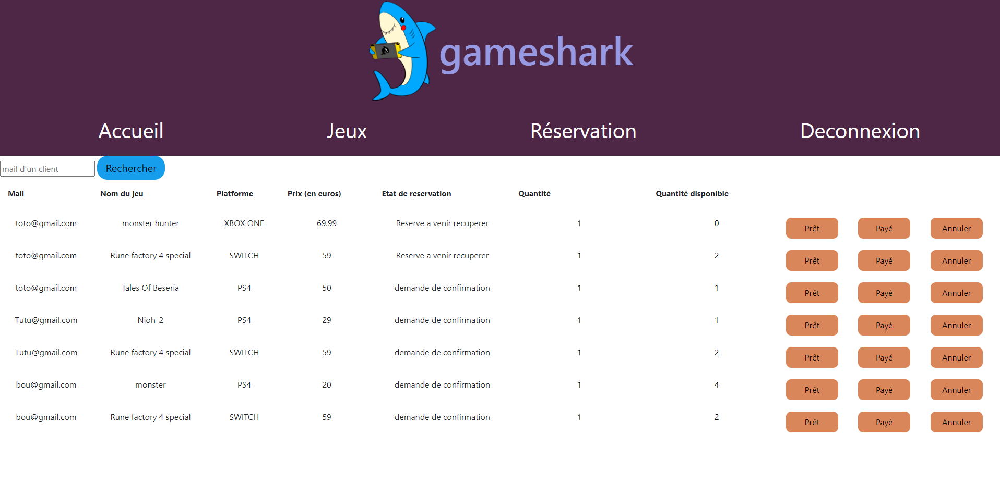 gameshark
Accueil Jeux Réservation Deconnexion
mail d'un client Rechercher
Mail Nom du jeu Platforme Prix (en euros) Etat de reservation Quantité Quantité disponible
toto@gmail.com monster hunter XBOX ONE 69.99 Reserve a venir recuperer 1 0 Prêt Payé Annuler
toto@gmail.com Rune factory 4 special SWITCH 59 Reserve a venir recuperer 1 2 Prêt Payé Annuler
toto@gmail.com Tales Of Beseria PS4 50 demande de confirmation 1 1 Prêt Payé Annuler
Tutu@gmail.com Nioh_2 PS4 29 demande de confirmation 1 1 Prêt Payé Annuler
Tutu@gmail.com Rune factory 4 special SWITCH 59 demande de confirmation 1 2 Prêt Payé Annuler
bou@gmail.com monster PS4 20 demande de confirmation 1 4 Prêt Payé Annuler
bou@gmail.com Rune factory 4 special SWITCH 59 demande de confirmation 1 2 Prêt Payé Annuler